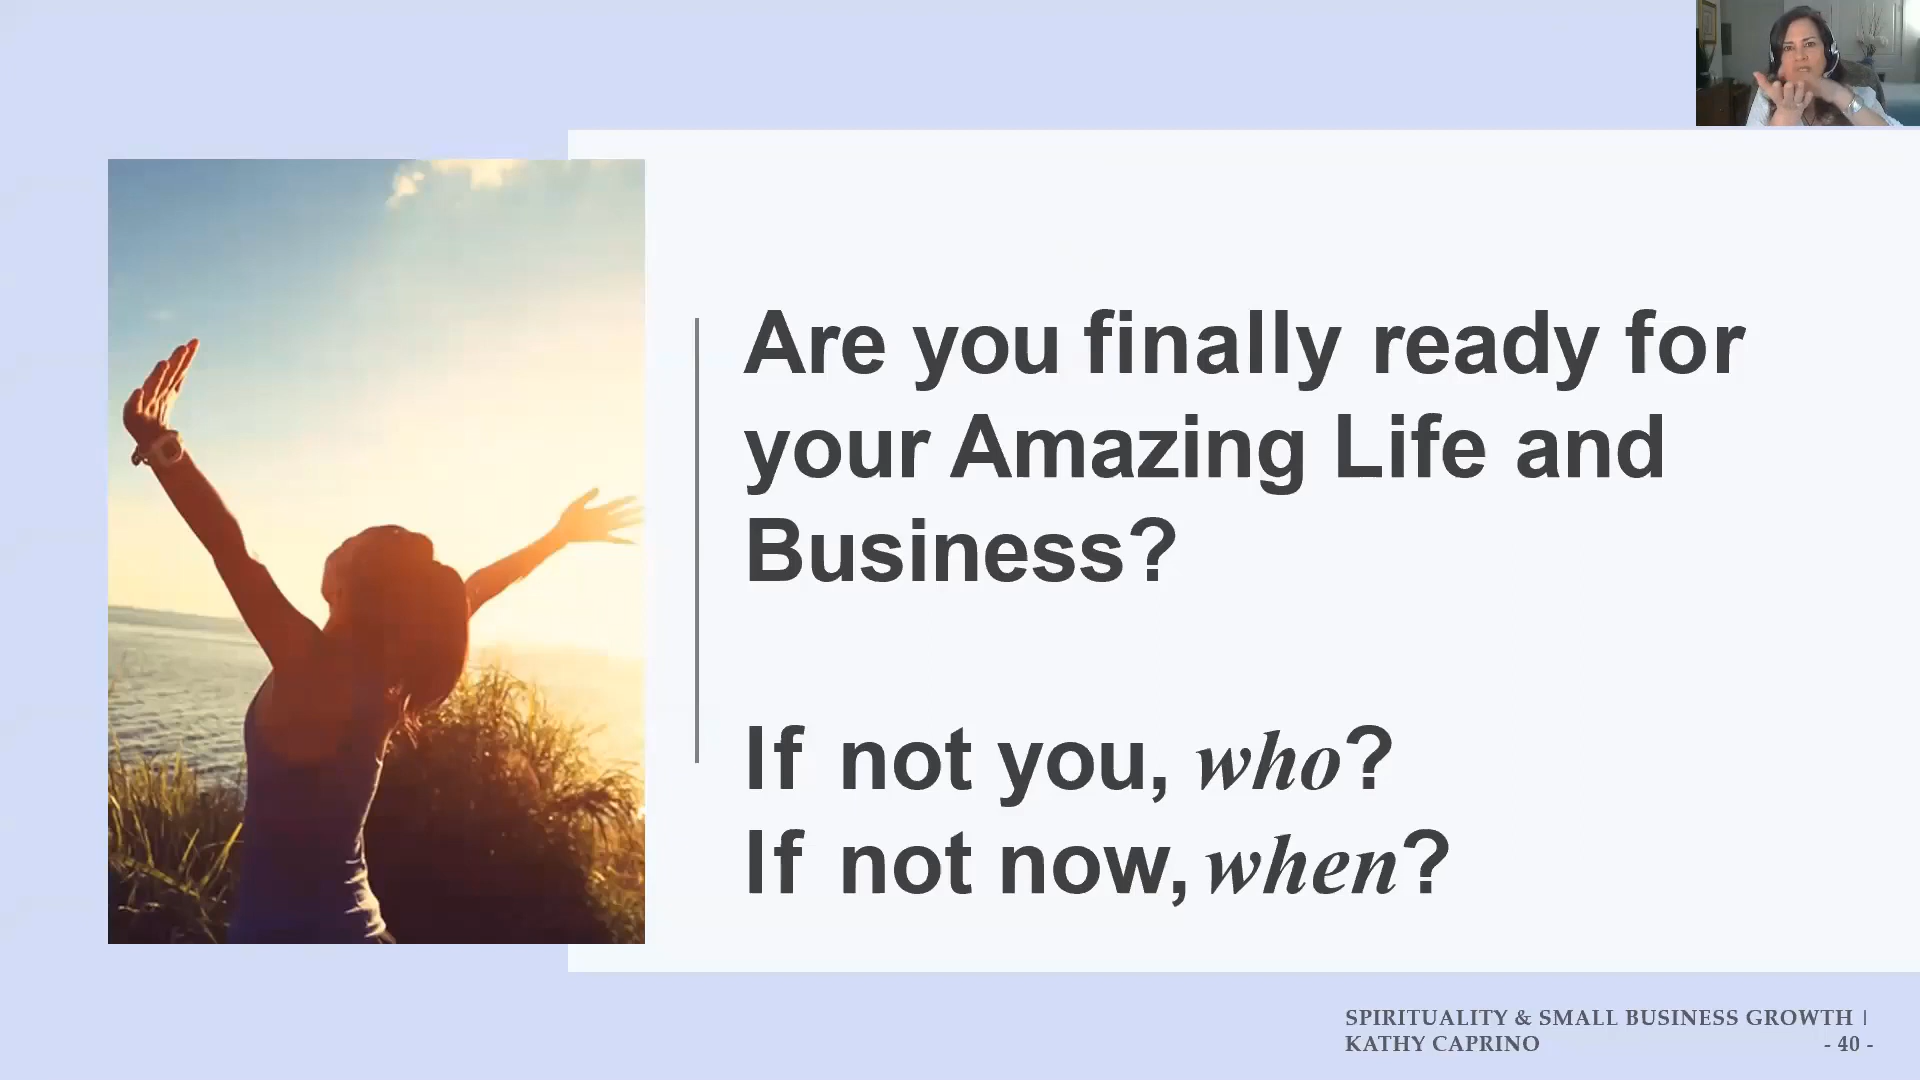 Are you finally ready for
your Amazing Life and
Business?
If not you, who?
If not now, when?
SPIRITUALITY & SMALL BUSINESS GROWTH |
KATHY CAPRINO - 40 -